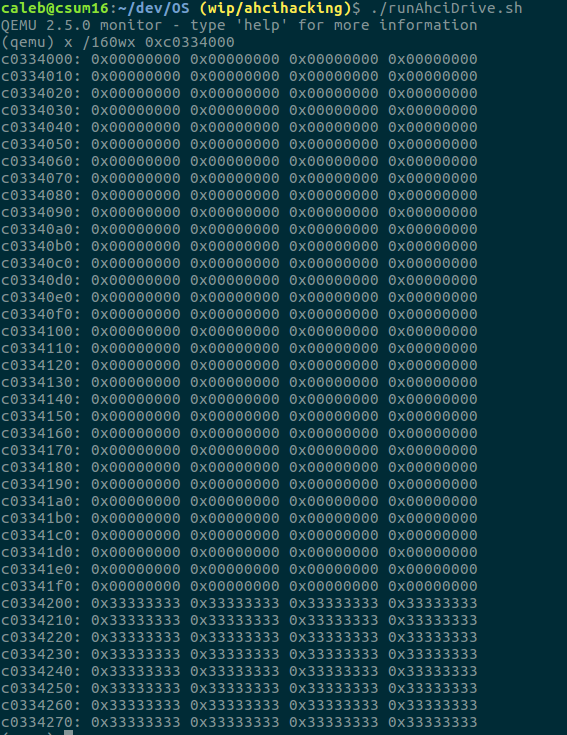 caleb@csum16:~/dev/OS (wip/ahcihacking)$ ./runAhciDrive.sh
QEMU 2.5.0 monitor - type 'help' for more information
(qemu) x /160wx 0xc0334000
c0334000: 0x00000000 0x00000000 0x00000000 0x00000000
c0334010: 0x00000000 0x00000000 0x00000000 0x00000000
c0334020: 0x00000000 0x00000000 0x00000000 0x00000000
c0334030: 0x00000000 0x00000000 0x00000000 0x00000000
c0334040: 0x00000000 0x00000000 0x00000000 0x00000000
c0334050: 0x00000000 0x00000000 0x00000000 0x00000000
c0334060: 0x00000000 0x00000000 0x00000000 0x00000000
c0334070: 0x00000000 0x00000000 0x00000000 0x00000000
c0334080: 0x00000000 0x00000000 0x00000000 0x00000000
c0334090: 0x00000000 0x00000000 0x00000000 0x00000000
c03340a0: 0x00000000 0x00000000 0x00000000 0x00000000
c03340b0: 0x00000000 0x00000000 0x00000000 0x00000000
c03340c0: 0x00000000 0x00000000 0x00000000 0x00000000
c03340d0: 0x00000000 0x00000000 0x00000000 0x00000000
c03340e0: 0x00000000 0x00000000 0x00000000 0x00000000
c03340f0: 0x00000000 0x00000000 0x00000000 0x00000000
c0334100: 0x00000000 0x00000000 0x00000000 0x00000000
c0334110: 0x00000000 0x00000000 0x00000000 0x00000000
c0334120: 0x00000000 0x00000000 0x00000000 0x00000000
c0334130: 0x00000000 0x00000000 0x00000000 0x00000000
c0334140: 0x00000000 0x00000000 0x00000000 0x00000000
c0334150: 0x00000000 0x00000000 0x00000000 0x00000000
c0334160: 0x00000000 0x00000000 0x00000000 0x00000000
c0334170: 0x00000000 0x00000000 0x00000000 0x00000000
c0334180: 0x00000000 0x00000000 0x00000000 0x00000000
c0334190: 0x00000000 0x00000000 0x00000000 0x00000000
c03341a0: 0x00000000 0x00000000 0x00000000 0x00000000
c03341b0: 0x00000000 0x00000000 0x00000000 0x00000000
c03341c0: 0x00000000 0x00000000 0x00000000 0x00000000
c03341d0: 0x00000000 0x00000000 0x00000000 0x00000000
c03341e0: 0x00000000 0x00000000 0x00000000 0x00000000
c03341f0: 0x00000000 0x00000000 0x00000000 0x00000000
c0334200: 0x33333333 0x33333333 0x33333333 0x33333333
c0334210: 0x33333333 0x33333333 0x33333333 0x33333333
c0334220: 0x33333333 0x33333333 0x33333333 0x33333333
c0334230: 0x33333333 0x33333333 0x33333333 0x33333333
c0334240: 0x33333333 0x33333333 0x33333333 0x33333333
c0334250: 0x33333333 0x33333333 0x33333333 0x33333333
c0334260: 0x33333333 0x33333333 0x33333333 0x33333333
c0334270: 0x33333333 0x33333333 0x33333333 0x33333333